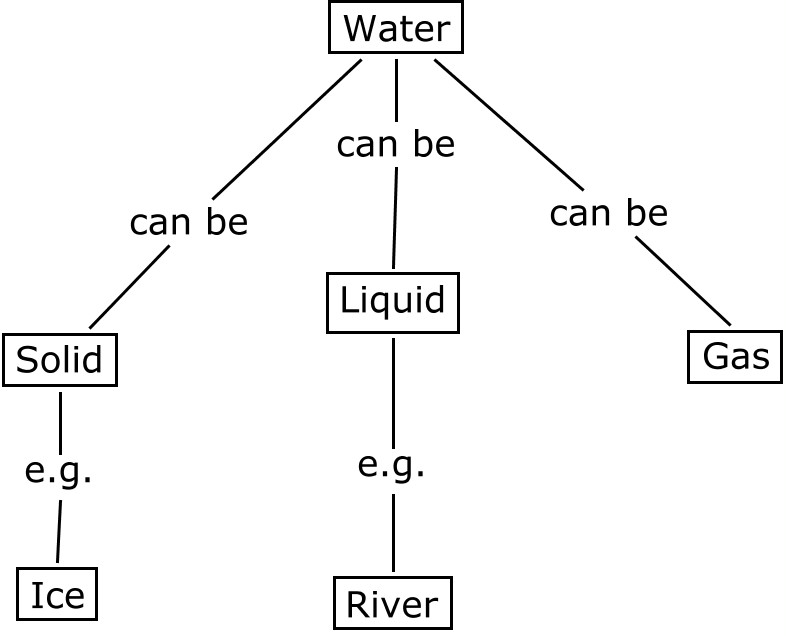 Water
can be
can be
can be
Solid
Liquid
Gas
e.g.
e.g.
Ice
River